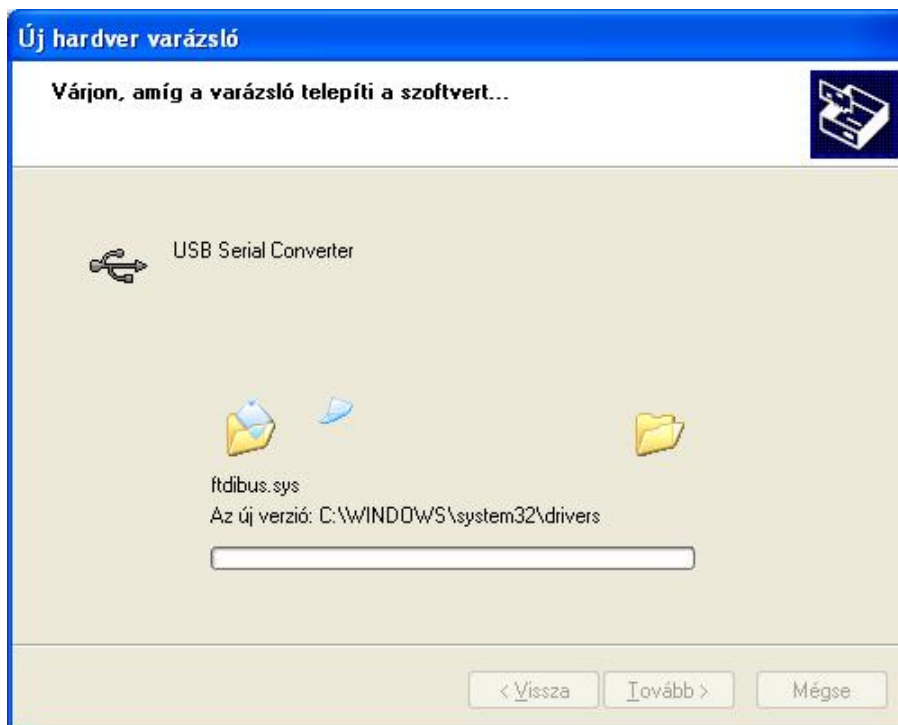 Új hardver varázsló
Várjon, amíg a varázsló telepíti a szoftvert...
USB Serial Converter
ftdibus.sys
Az új verzió: C:\WINDOWS\system32\drivers
< Vissza
Tovább >
Mégse